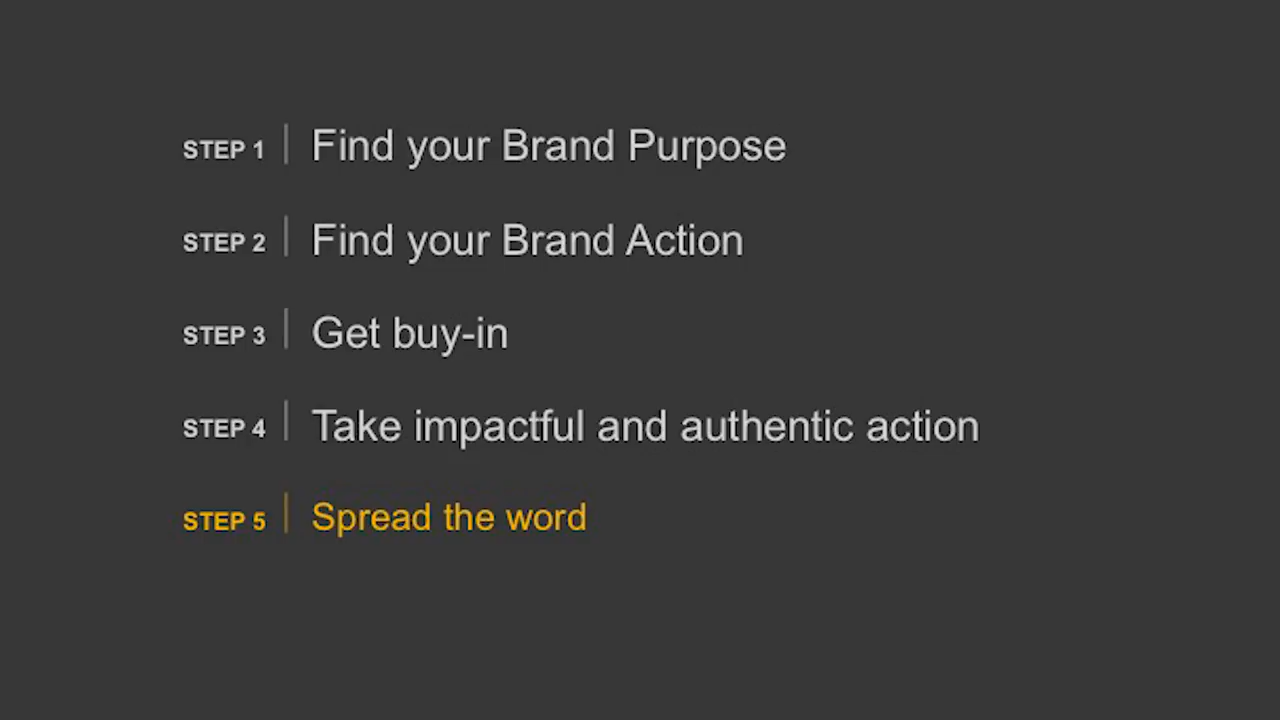 STEP 1 Find your Brand Purpose
STEP 2 Find your Brand Action
STEP 3 Get buy-in
STEP 4 Take impactful and authentic action
STEP 5 Spread the word